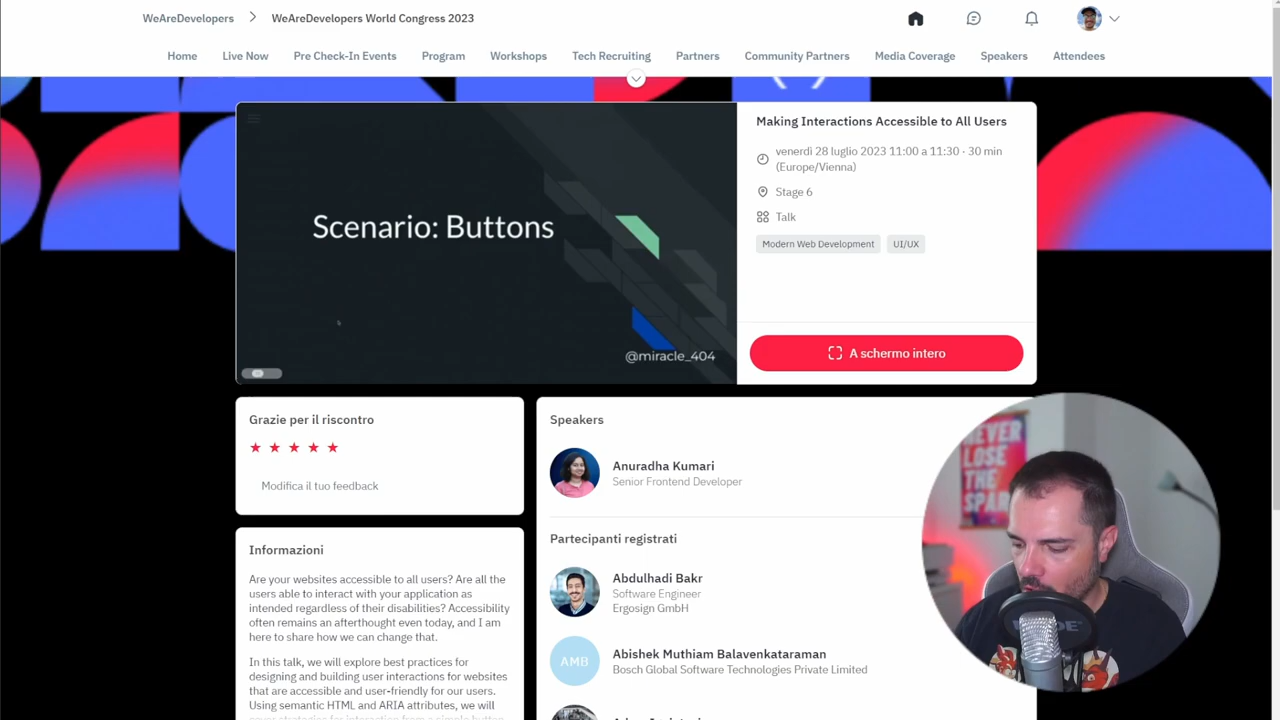 WeAreDevelopers
WeAreDevelopers World Congress 2023
Home
Live Now
Pre Check-In Events
Program
Workshops
Tech Recruiting
Partners
Community Partners
Media Coverage
Speakers
Attendees
Scenario: Buttons
@miracle_404
Making Interactions Accessible to All Users
venerdì 28 luglio 2023 11:00 a 11:30 - 30 min
(Europe/Vienna)
Stage 6
Talk
Modern Web Development
UI/UX
A schermo intero
Grazie per il riscontro
Modifica il tuo feedback
Informazioni
Are your websites accessible to all users? Are all the
users able to interact with your application as
intended regardless of their disabilities? Accessibility
often remains an afterthought even today, and I am
here to share how we can change that.
In this talk, we will explore best practices for
designing and building user interactions for websites
that are accessible and user-friendly for our users.
Using semantic HTML and ARIA attributes, we will
cover strategies for interaction from a simple button
Speakers
Anuradha Kumari
Senior Frontend Developer
Partecipanti registrati
Abdulhadi Bakr
Software Engineer
Ergosign GmbH
AMB
Abishek Muthiam Balavenkataraman
Bosch Global Software Technologies Private Limited
NEVER
LOSE
THE
SPAR